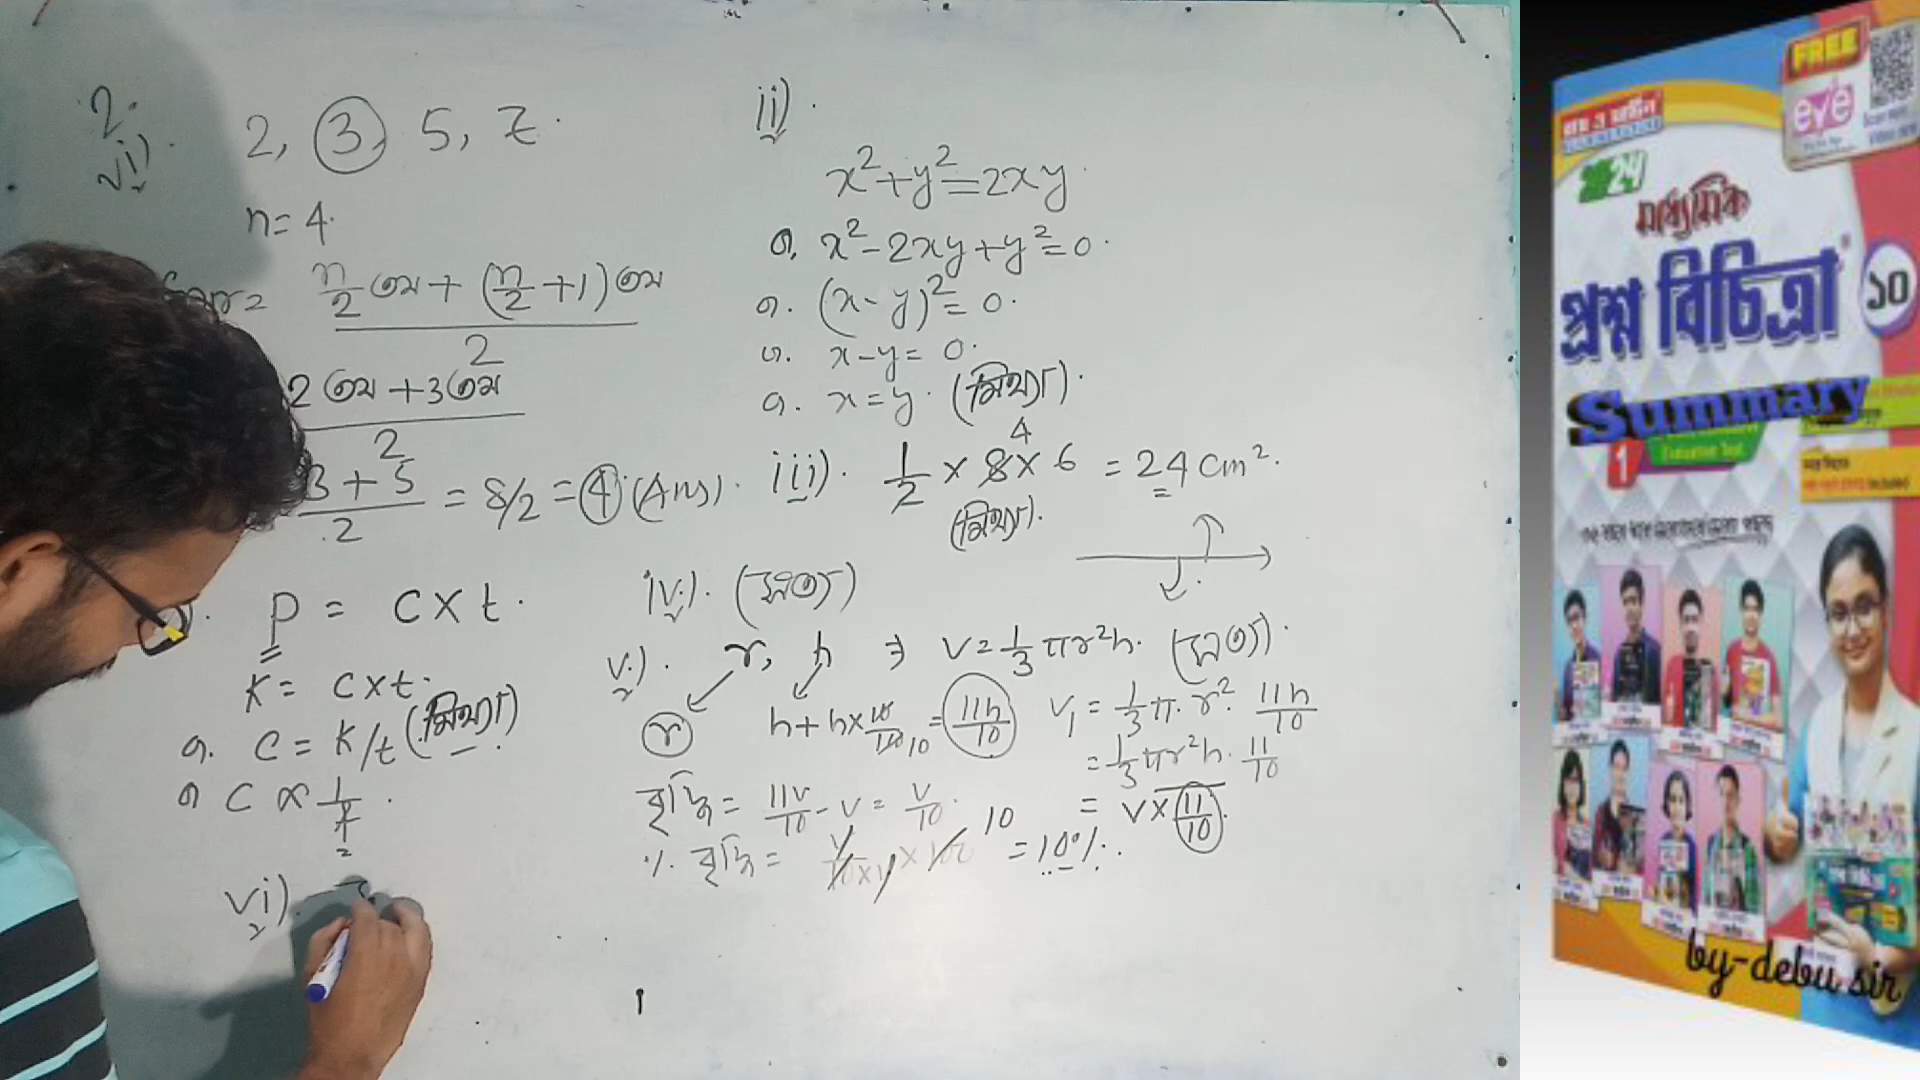 2.
vi). 2, 3, 5, 7.
n = 4.
n/2 তম + (n/2 + 1) তম
2
2 তম + 3 তম
2
3 + 5
2
= 8/2 = 4 (Ans).
P = C × t.
K = C × t.
বা. C = K/t (মিথ্যা).
বা C ∝ 1/t.
vi)
ii).
x² + y² = 2xy.
বা, x² - 2xy + y² = 0.
বা. (x - y)² = 0.
বা. x - y = 0.
বা. x = y. (মিথ্যা).
iii). 1/2 × 8 × 6 = 24 cm².
4
(মিথ্যা).
iv). (সত্য)
v). r, h ∋ V = 1/3 πr²h. (সত্য).
r h + h × 10/100 10 = 11h/10 V₁ = 1/3 π. r². 11h/10
= 1/3 πr²h. 11/10
বৃদ্ধি = 11V/10 - V = V/10. = V × 11/10.
% বৃদ্ধি = V/10×V × 100 10 = 10%.
FREE
eye
2024
মাধ্যমিক
প্রশ্ন বিচিত্রা
১০
Summary
1
by-debu sir